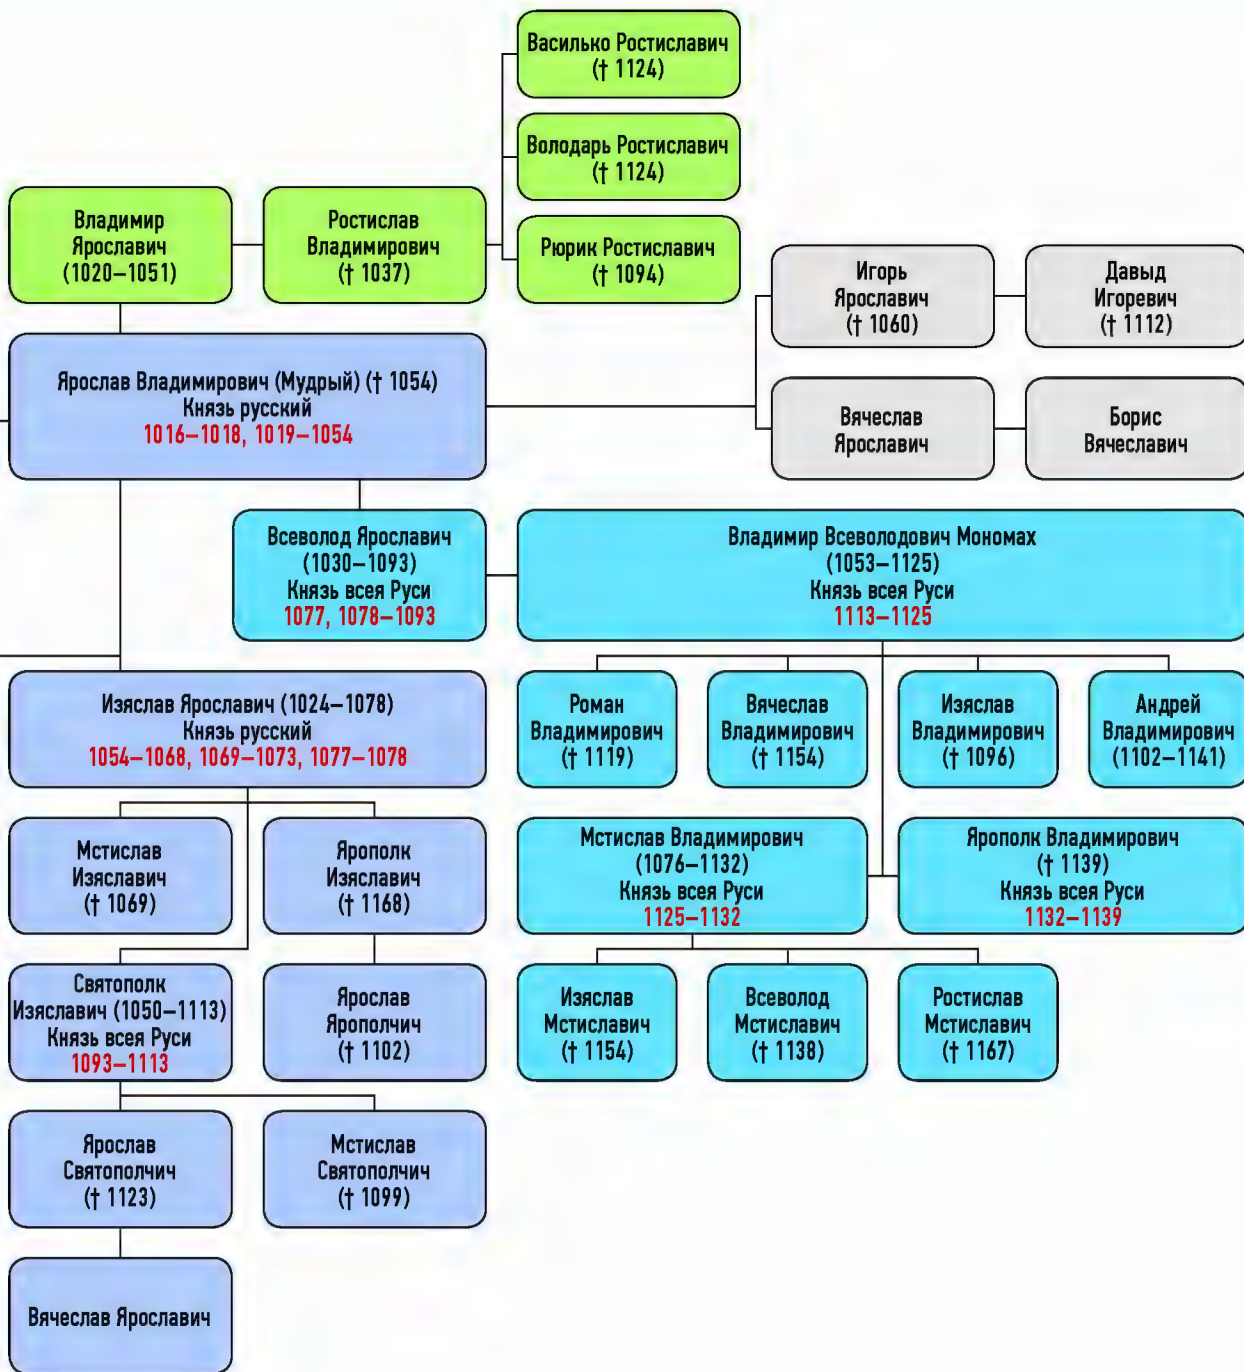 Василько Ростиславич
(† 1124)
Володарь Ростиславич
(† 1124)
Рюрик Ростиславич
(† 1094)
Владимир
Ярославич
(1020–1051)
Ростислав
Владимирович
(† 1037)
Игорь
Ярославич
(† 1060)
Давыд
Игоревич
(† 1112)
Ярослав Владимирович (Мудрый) († 1054)
Князь русский
1016–1018, 1019–1054
Вячеслав
Ярославич
Борис
Вячеславич
Всеволод Ярославич
(1030–1093)
Князь всея Руси
1077, 1078–1093
Владимир Всеволодович Мономах
(1053–1125)
Князь всея Руси
1113–1125
Изяслав Ярославич (1024–1078)
Князь русский
1054–1068, 1069–1073, 1077–1078
Роман
Владимирович
(† 1119)
Вячеслав
Владимирович
(† 1154)
Изяслав
Владимирович
(† 1096)
Андрей
Владимирович
(1102–1141)
Мстислав
Изяславич
(† 1069)
Ярополк
Изяславич
(† 1168)
Мстислав Владимирович
(1076–1132)
Князь всея Руси
1125–1132
Ярополк Владимирович
(† 1139)
Князь всея Руси
1132–1139
Святополк
Изяславич (1050–1113)
Князь всея Руси
1093–1113
Ярослав
Ярополчич
(† 1102)
Изяслав
Мстиславич
(† 1154)
Всеволод
Мстиславич
(† 1138)
Ростислав
Мстиславич
(† 1167)
Ярослав
Святополчич
(† 1123)
Мстислав
Святополчич
(† 1099)
Вячеслав Ярославич